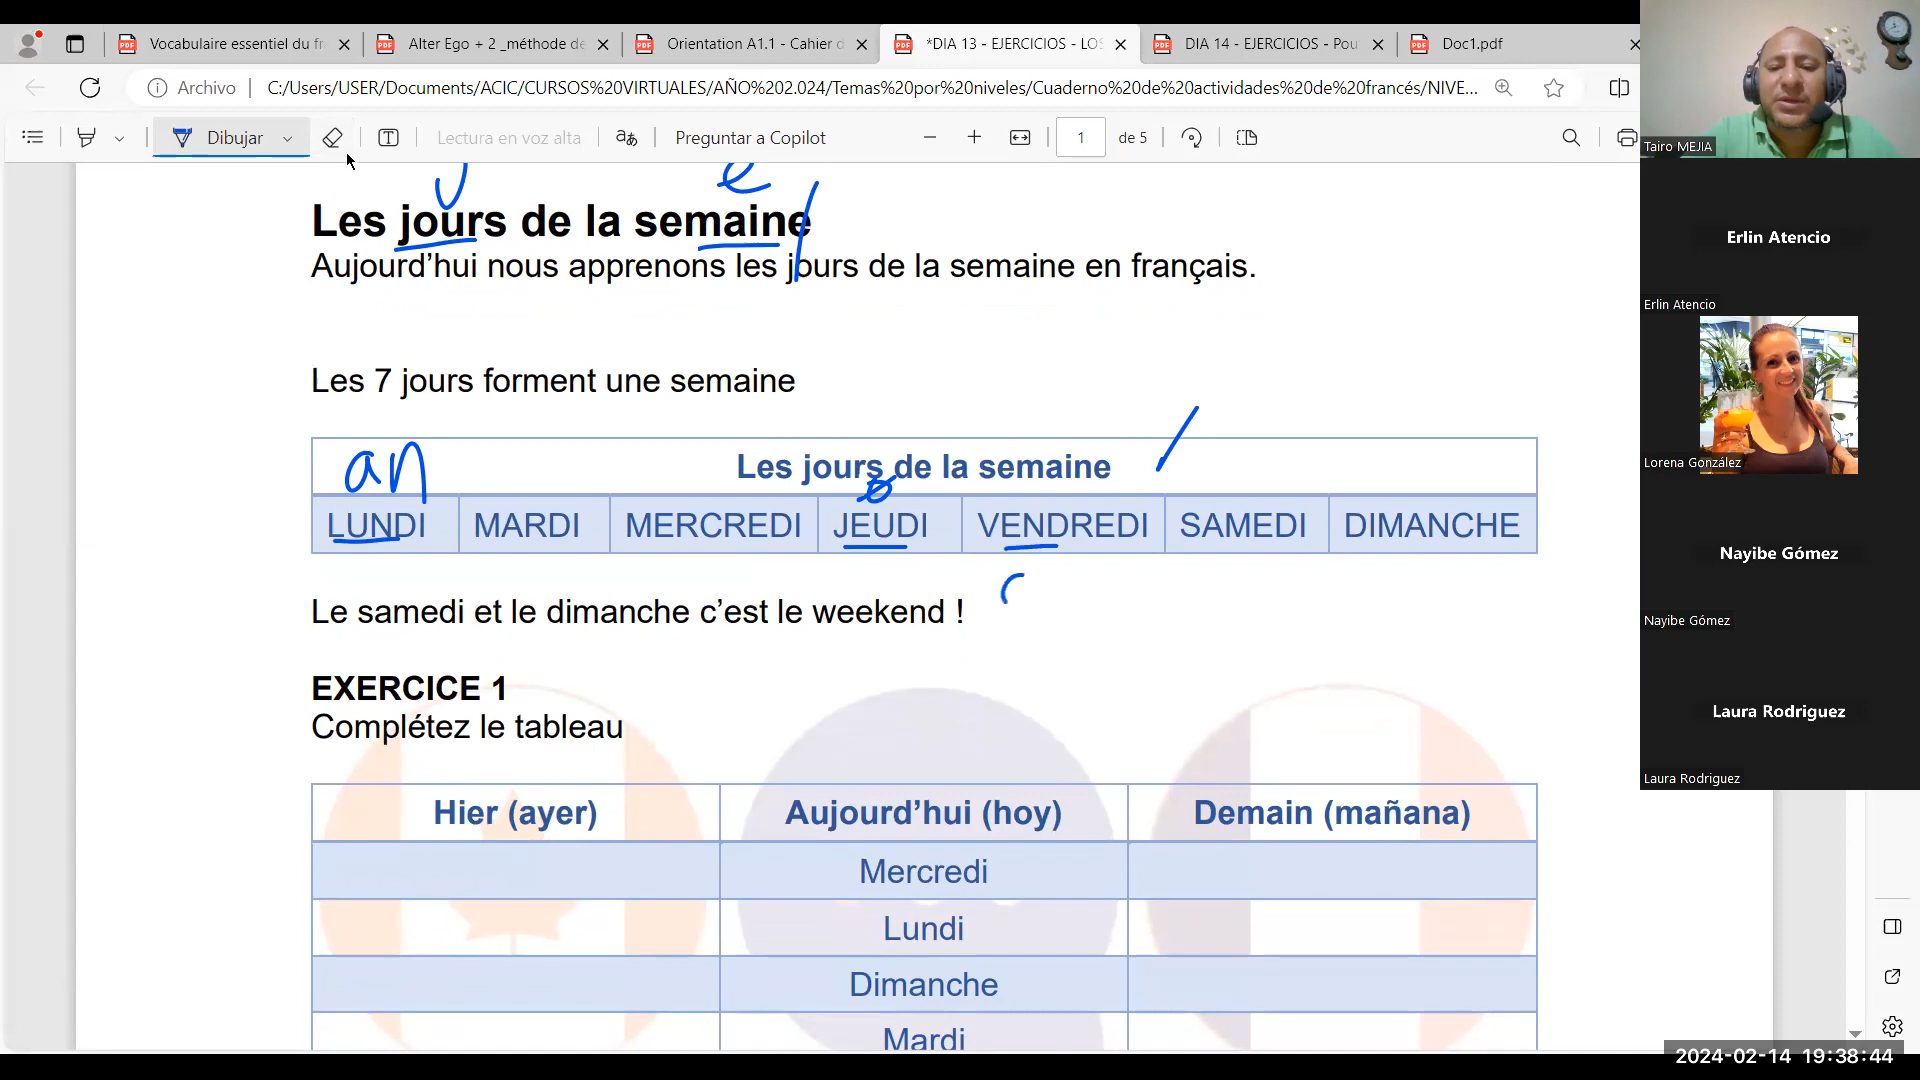 Vocabulaire essentiel du fr
Alter Ego + 2 _méthode de
Orientation A1.1 - Cahier d
*DIA 13 - EJERCICIOS - LOS
DIA 14 - EJERCICIOS - Pou
Doc1.pdf
Archivo
C:/Users/USER/Documents/ACIC/CURSOS%20VIRTUALES/AÑO%202.024/Temas%20por%20niveles/Cuaderno%20de%20actividades%20de%20francés/NIVE...
Dibujar
Lectura en voz alta
Preguntar a Copilot
1 de 5
Les jours de la semaine
Aujourd’hui nous apprenons les jours de la semaine en français.
Les 7 jours forment une semaine
an
Les jours de la semaine
LUNDI MARDI MERCREDI JEUDI VENDREDI SAMEDI DIMANCHE
Le samedi et le dimanche c’est le weekend !
EXERCICE 1
Complétez le tableau
Hier (ayer) Aujourd’hui (hoy) Demain (mañana)
Mercredi
Lundi
Dimanche
Mardi
Tairo MEJIA
Erlin Atencio
Erlin Atencio
Lorena González
Nayibe Gómez
Nayibe Gómez
Laura Rodriguez
Laura Rodriguez
2024-02-14 19:38:44